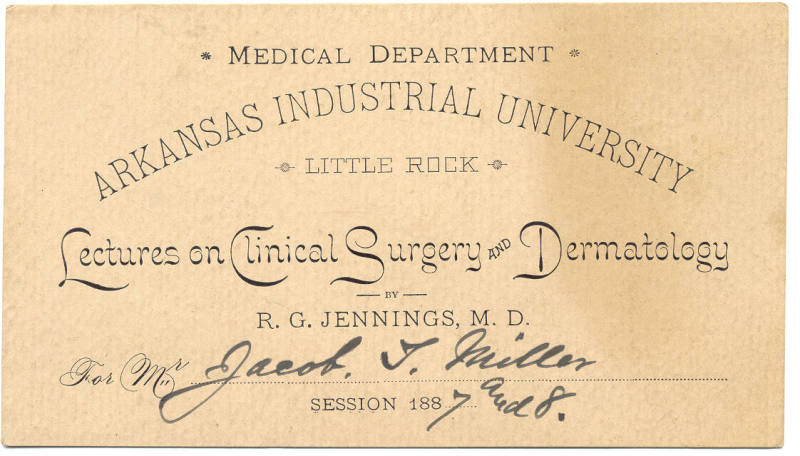 MEDICAL DEPARTMENT
ARKANSAS INDUSTRIAL UNIVERSITY
LITTLE ROCK
Lectures on Clinical Surgery AND Dermatology
BY
R. G. JENNINGS, M. D.
For Mr Jacob. T. Miller
SESSION 1887 and 8.